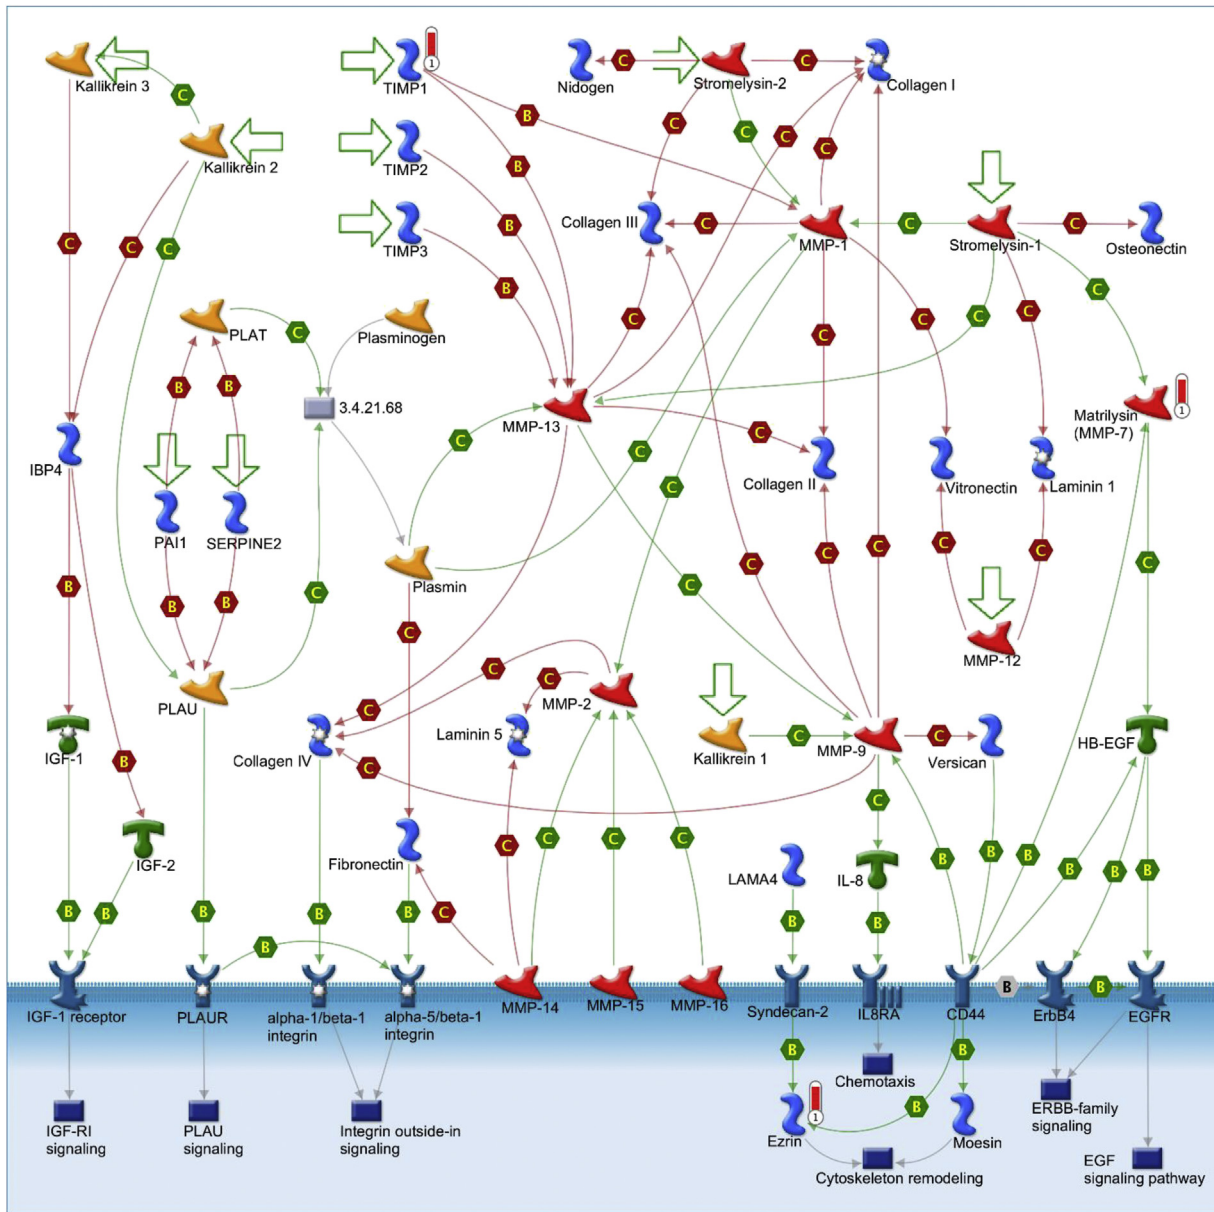 Kallikrein 3
C
Kallikrein 2
TIMP1
1
TIMP2
TIMP3
B
B
B
B
Nidogen
C
Stromelysin-2
C
Collagen I
C
C
C
C
Collagen III
C
MMP-1
C
Stromelysin-1
C
Osteonectin
C
C
C
PLAT
C
Plasminogen
3.4.21.68
B
B
C
C
C
C
C
C
MMP-13
C
Matrilysin
(MMP-7)
1
IBP4
PAI1
SERPINE2
C
C
C
Collagen II
Vitronectin
Laminin 1
B
B
B
C
Plasmin
C
C
C
C
C
C
C
C
C
MMP-12
PLAU
C
C
MMP-2
C
Laminin 5
Collagen IV
C
Kallikrein 1
C
MMP-9
C
Versican
HB-EGF
IGF-1
B
IGF-2
Fibronectin
C
C
C
C
C
LAMA4
IL-8
B
B
B
B
B
B
B
B
B
B
B
B
C
B
B
IGF-1 receptor
PLAUR
alpha-1/beta-1
integrin
alpha-5/beta-1
integrin
MMP-14
MMP-15
MMP-16
Syndecan-2
IL8RA
CD44
B
ErbB4
B
EGFR
B
B
B
Chemotaxis
IGF-RI
signaling
PLAU
signaling
Integrin outside-in
signaling
1
Ezrin
Moesin
Cytoskeleton remodeling
ERBB-family
signaling
EGF
signaling pathway